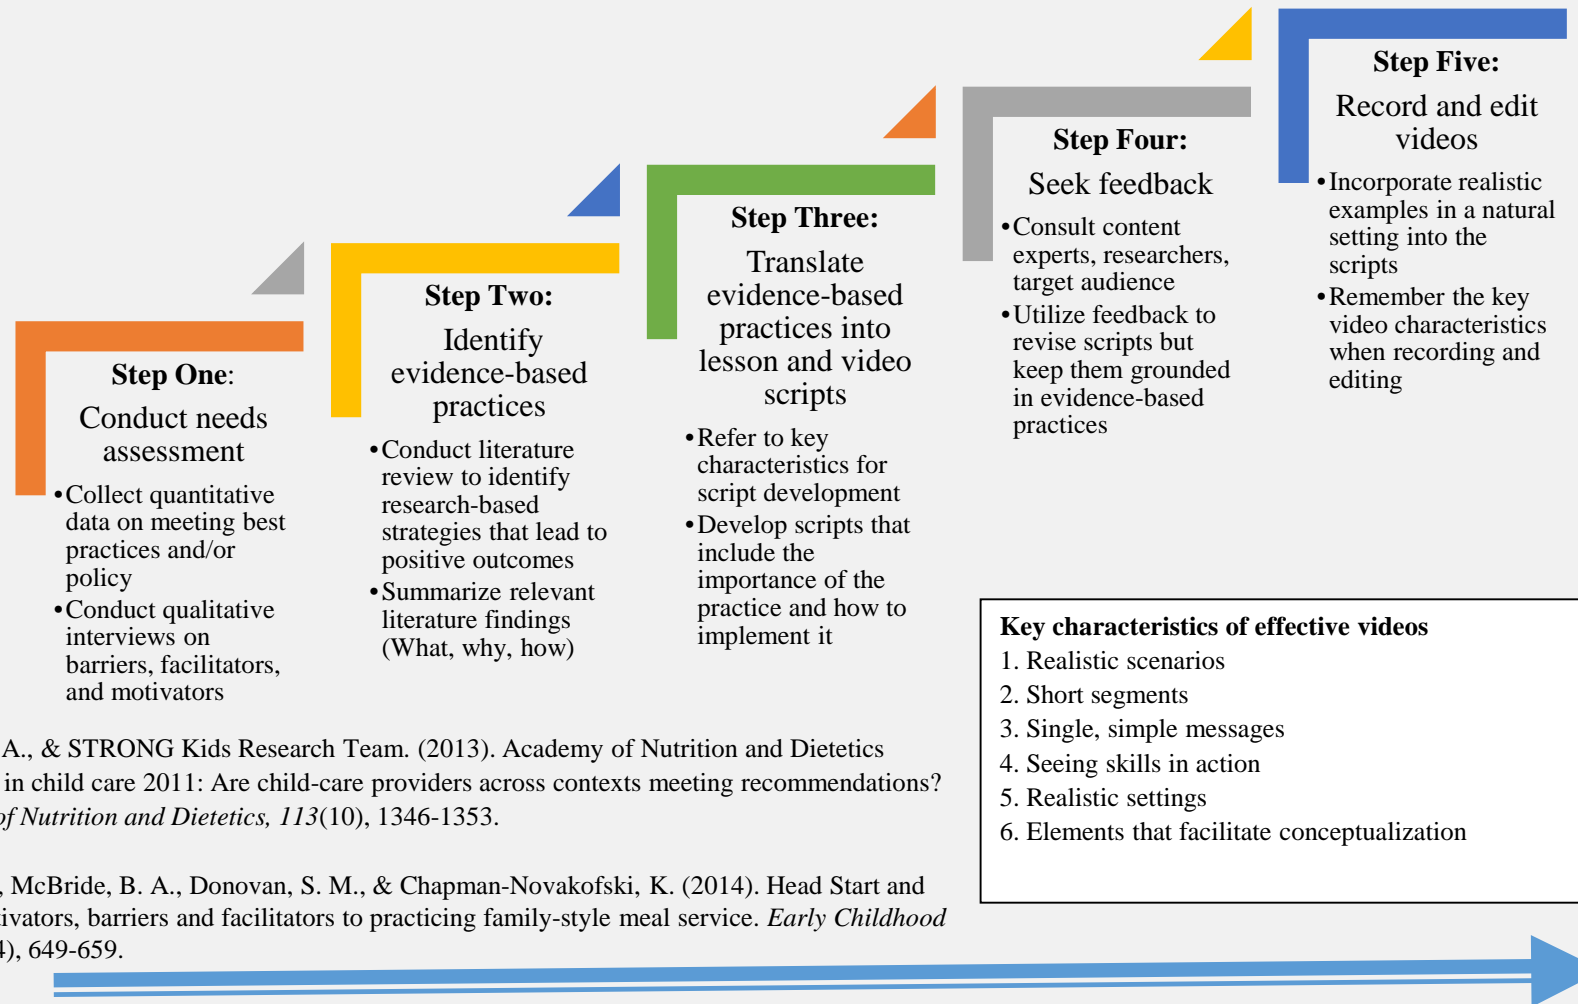 Step One:
Conduct needs
assessment
•Collect quantitative
data on meeting best
practices and/or
policy
•Conduct qualitative
interviews on
barriers, facilitators,
and motivators
Step Two:
Identify
evidence-based
practices
•Conduct literature
review to identify
research-based
strategies that lead to
positive outcomes
•Summarize relevant
literature findings
(What, why, how)
Step Three:
Translate
evidence-based
practices into
lesson and video
scripts
•Refer to key
characteristics for
script development
•Develop scripts that
include the
importance of the
practice and how to
implement it
Step Four:
Seek feedback
•Consult content
experts, researchers,
target audience
•Utilize feedback to
revise scripts but
keep them grounded
in evidence-based
practices
Step Five:
Record and edit
videos
•Incorporate realistic
examples in a natural
setting into the
scripts
•Remember the key
video characteristics
when recording and
editing
Key characteristics of effective videos
1. Realistic scenarios
2. Short segments
3. Single, simple messages
4. Seeing skills in action
5. Realistic settings
6. Elements that facilitate conceptualization
A., & STRONG Kids Research Team. (2013). Academy of Nutrition and Dietetics
in child care 2011: Are child-care providers across contexts meeting recommendations?
of Nutrition and Dietetics, 113(10), 1346-1353.
, McBride, B. A., Donovan, S. M., & Chapman-Novakofski, K. (2014). Head Start and
tivators, barriers and facilitators to practicing family-style meal service. Early Childhood
4), 649-659.